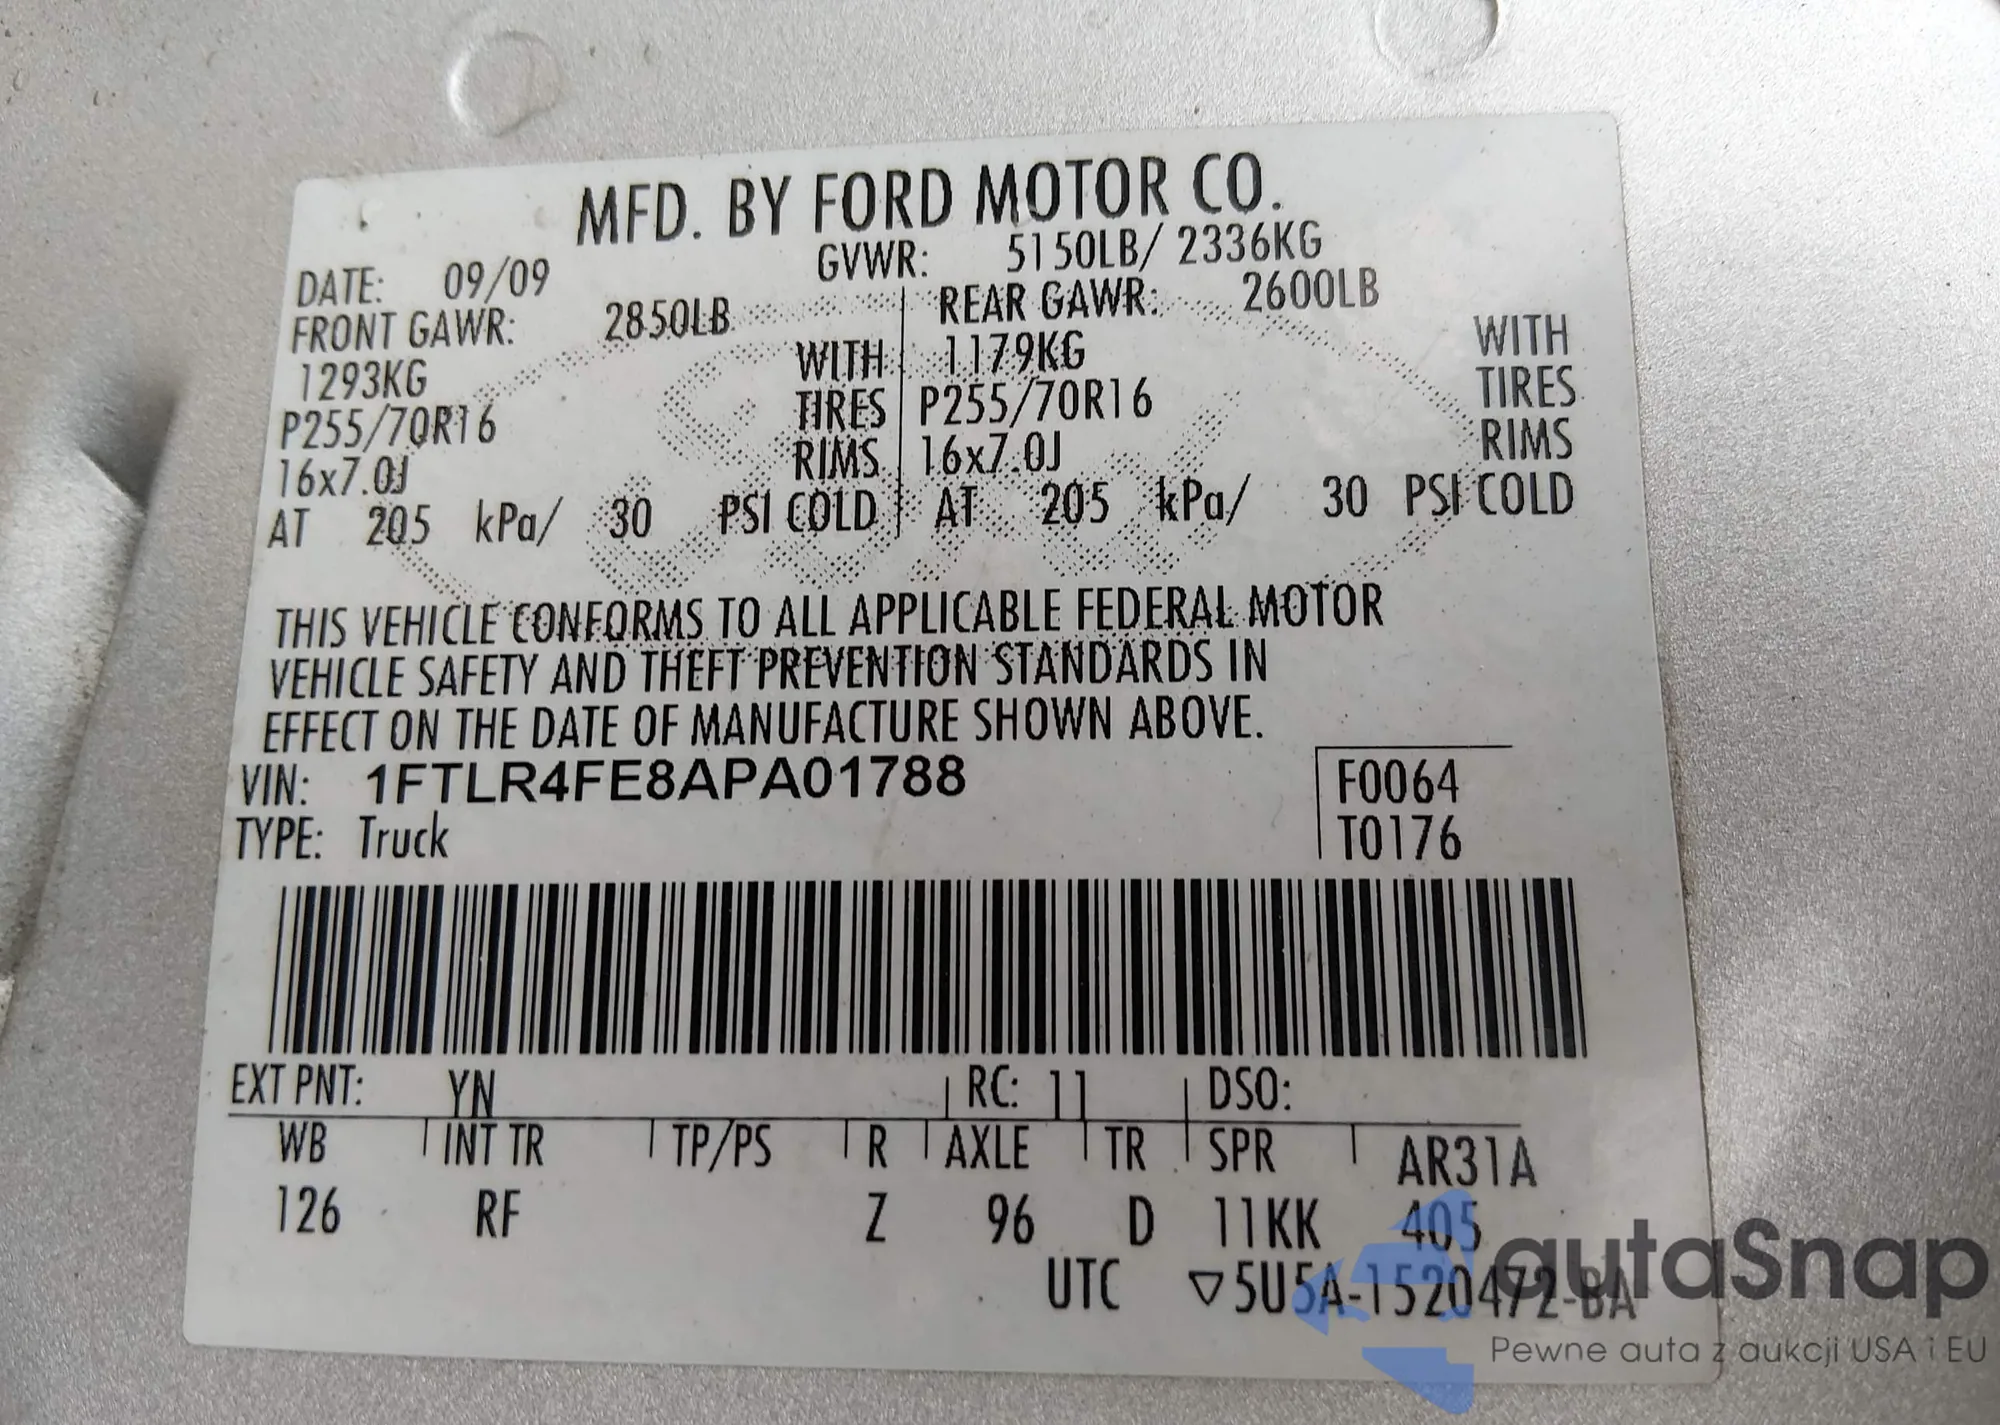 MFD. BY FORD MOTOR CO.
DATE: 09/09 GVWR: 5150LB/ 2336KG
FRONT GAWR: 2850LB REAR GAWR: 2600LB
1293KG WITH 1179KG WITH
P255/70R16 TIRES P255/70R16 TIRES
16x7.0J RIMS 16x7.0J RIMS
AT 205 kPa/ 30 PSI COLD AT 205 kPa/ 30 PSI COLD
THIS VEHICLE CONFORMS TO ALL APPLICABLE FEDERAL MOTOR
VEHICLE SAFETY AND THEFT PREVENTION STANDARDS IN
EFFECT ON THE DATE OF MANUFACTURE SHOWN ABOVE.
VIN: 1FTLR4FE8APA01788 F0064
TYPE: Truck T0176
EXT PNT: YN RC: 11 DSO:
WB INT TR TP/PS R AXLE TR SPR AR31A
126 RF Z 96 D 11KK 405
UTC ▽5U5A-1520472-BA
autaSnap
Pewne auta z aukcji USA i EU